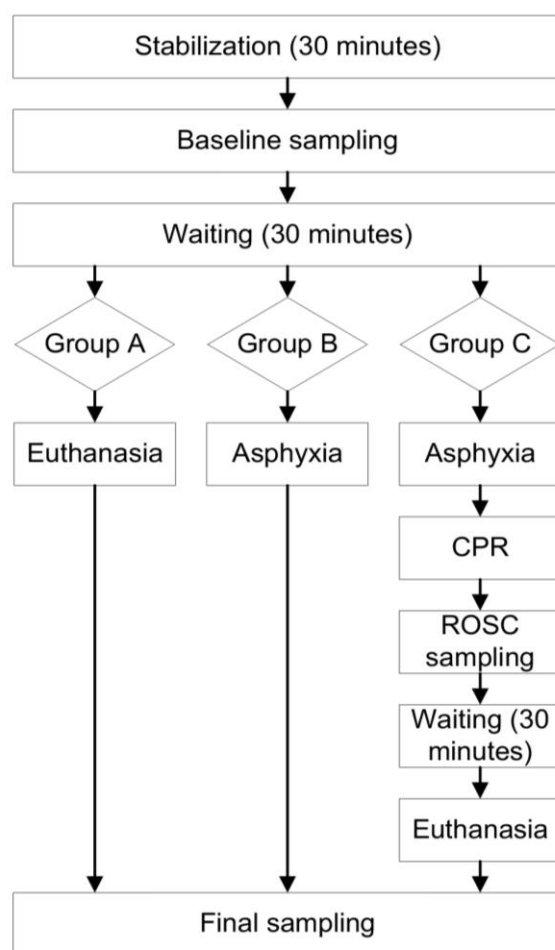 Stabilization (30 minutes)
Baseline sampling
Waiting (30 minutes)
Group A
Group B
Group C
Euthanasia
Asphyxia
Asphyxia
CPR
ROSC
sampling
Waiting (30
minutes)
Euthanasia
Final sampling